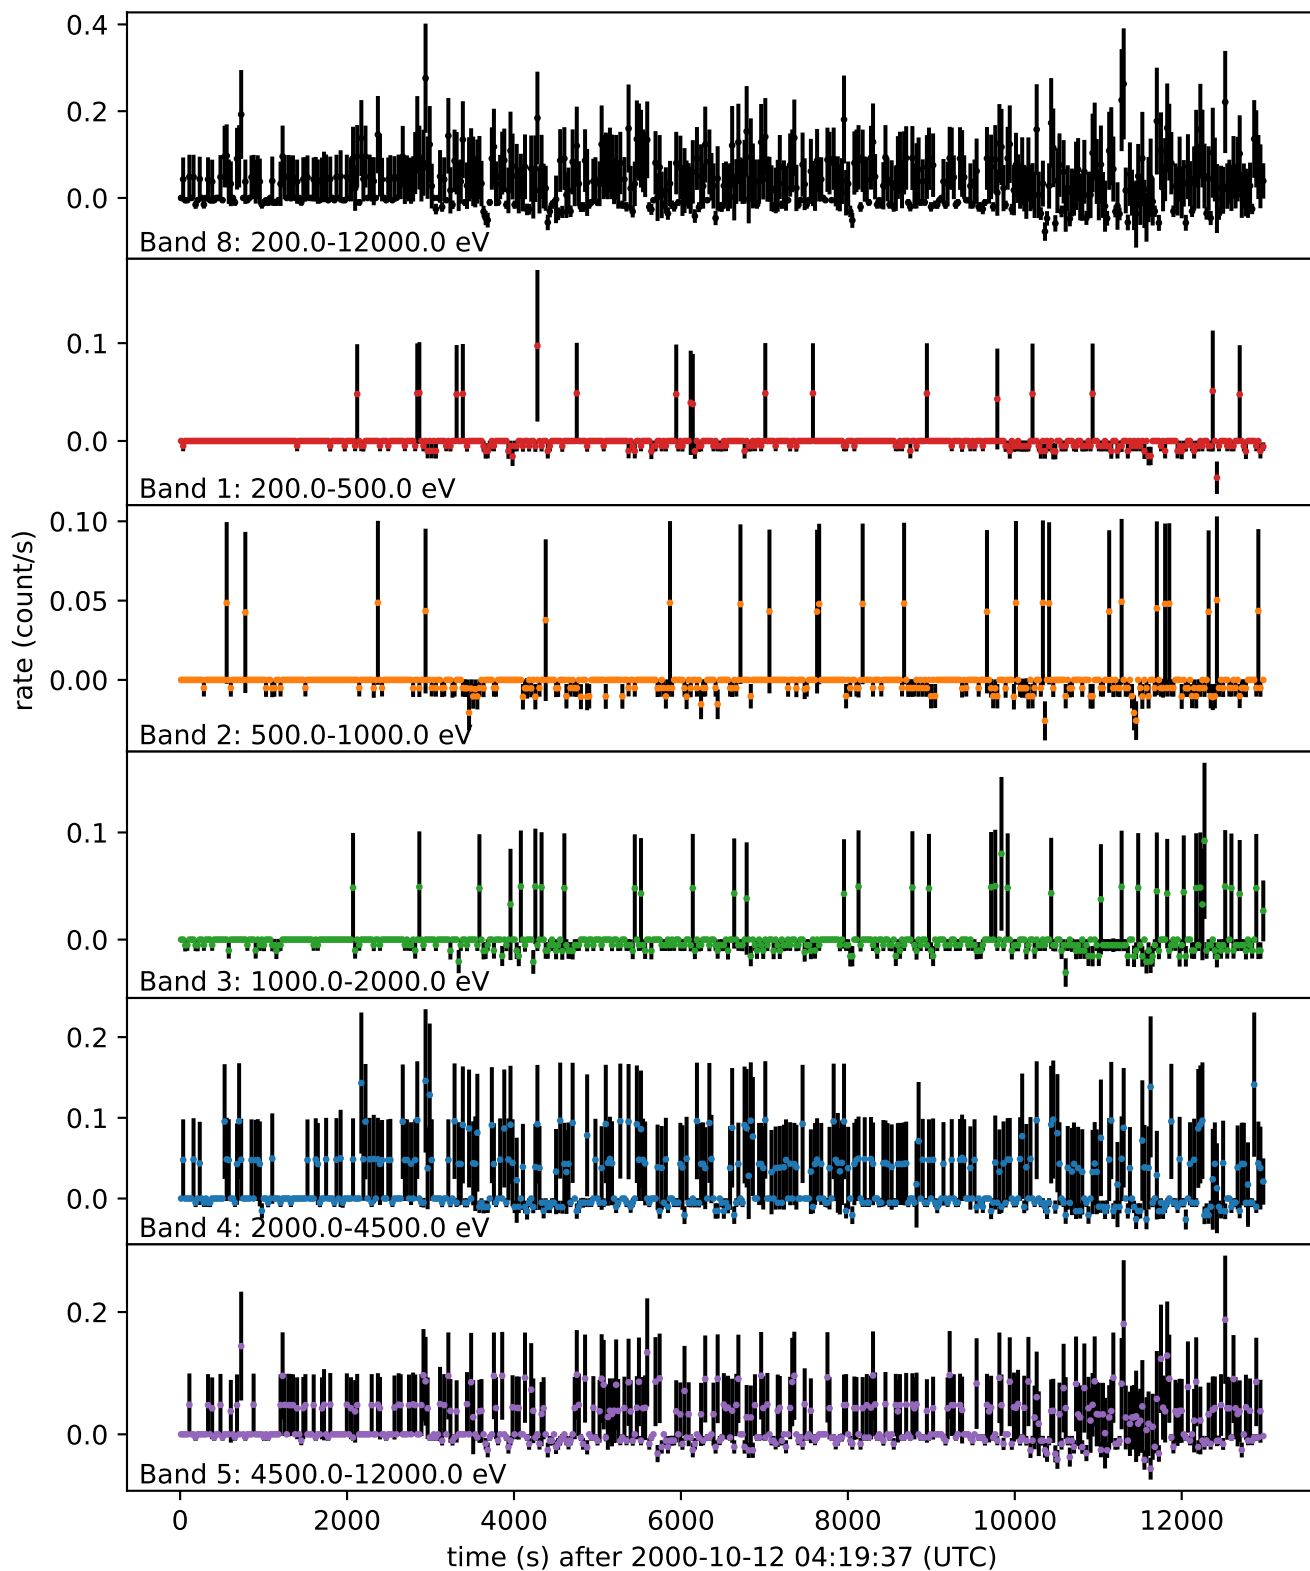 0.4
0.2
0.0
Band 8: 200.0-12000.0 eV
0.1
0.0
Band 1: 200.0-500.0 eV
0.10
0.05
0.00
Band 2: 500.0-1000.0 eV
rate (count/s)
0.1
0.0
Band 3: 1000.0-2000.0 eV
0.2
0.1
0.0
Band 4: 2000.0-4500.0 eV
0.2
0.0
Band 5: 4500.0-12000.0 eV
0 2000 4000 6000 8000 10000 12000
time (s) after 2000-10-12 04:19:37 (UTC)